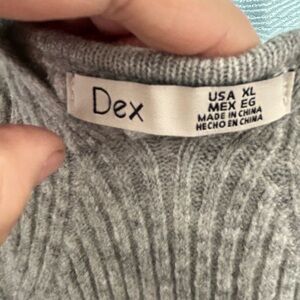 Dex
USA XL
MEX EG
MADE IN CHINA
HECHO EN CHINA